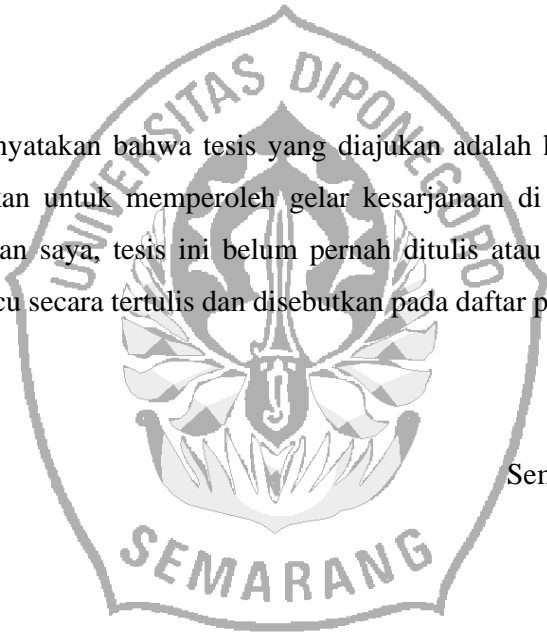 UNIVERSITAS DIPONEGORO
nyatakan bahwa tesis yang diajukan adalah
kan untuk memperoleh gelar kesarjanaan di
an saya, tesis ini belum pernah ditulis atau
cu secara tertulis dan disebutkan pada daftar p
Sem
SEMARANG